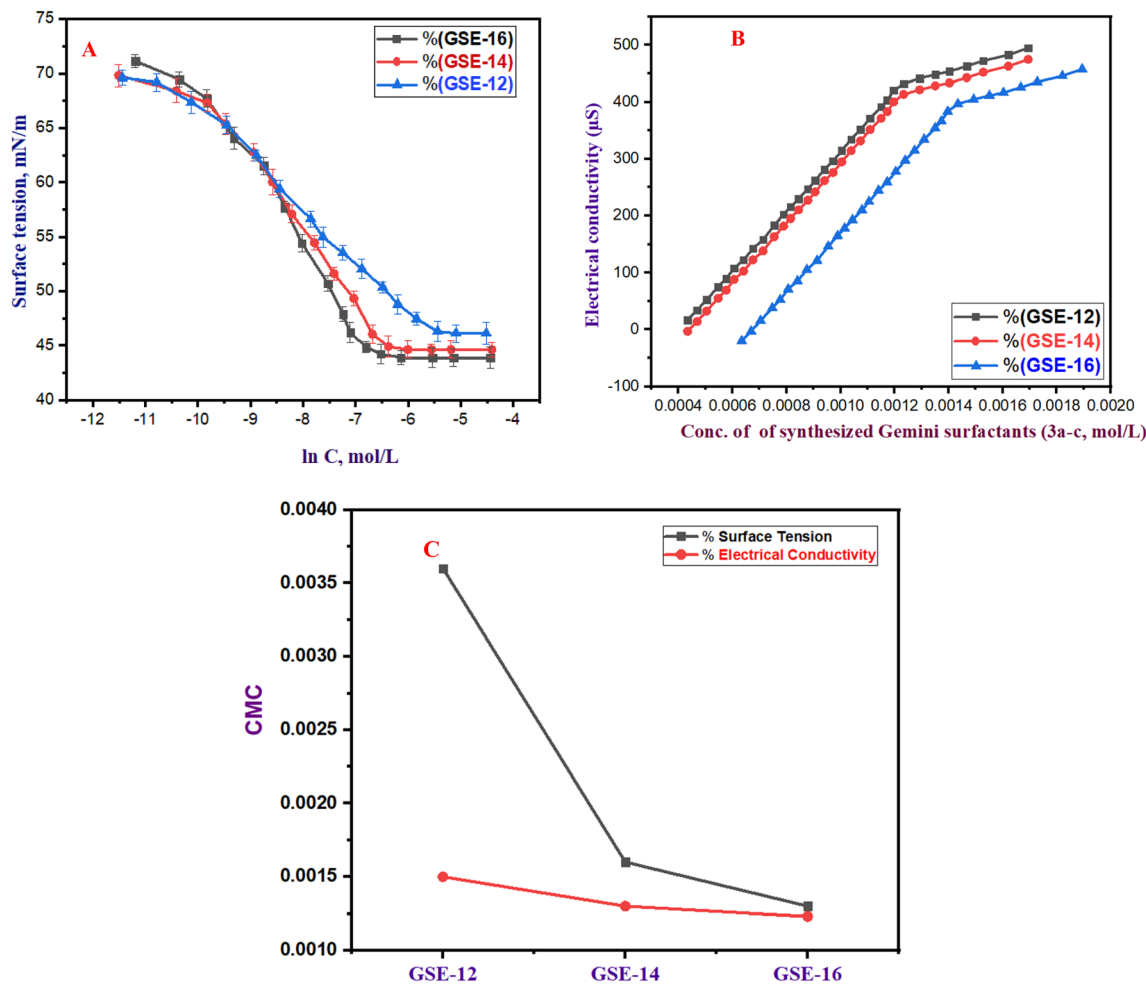 A
%(GSE-16)
%(GSE-14)
%(GSE-12)
75
70
65
60
55
50
45
40
Surface tension, mN/m
-12 -11 -10 -9 -8 -7 -6 -5 -4
ln C, mol/L
B
500
400
300
200
100
0
-100
Electrical conductivity (µS)
%(GSE-12)
%(GSE-14)
%(GSE-16)
0.0004 0.0006 0.0008 0.0010 0.0012 0.0014 0.0016 0.0018 0.0020
Conc. of of synthesized Gemini surfactants (3a-c, mol/L)
C
% Surface Tension
% Electrical Conductivity
0.0040
0.0035
0.0030
0.0025
0.0020
0.0015
0.0010
CMC
GSE-12 GSE-14 GSE-16